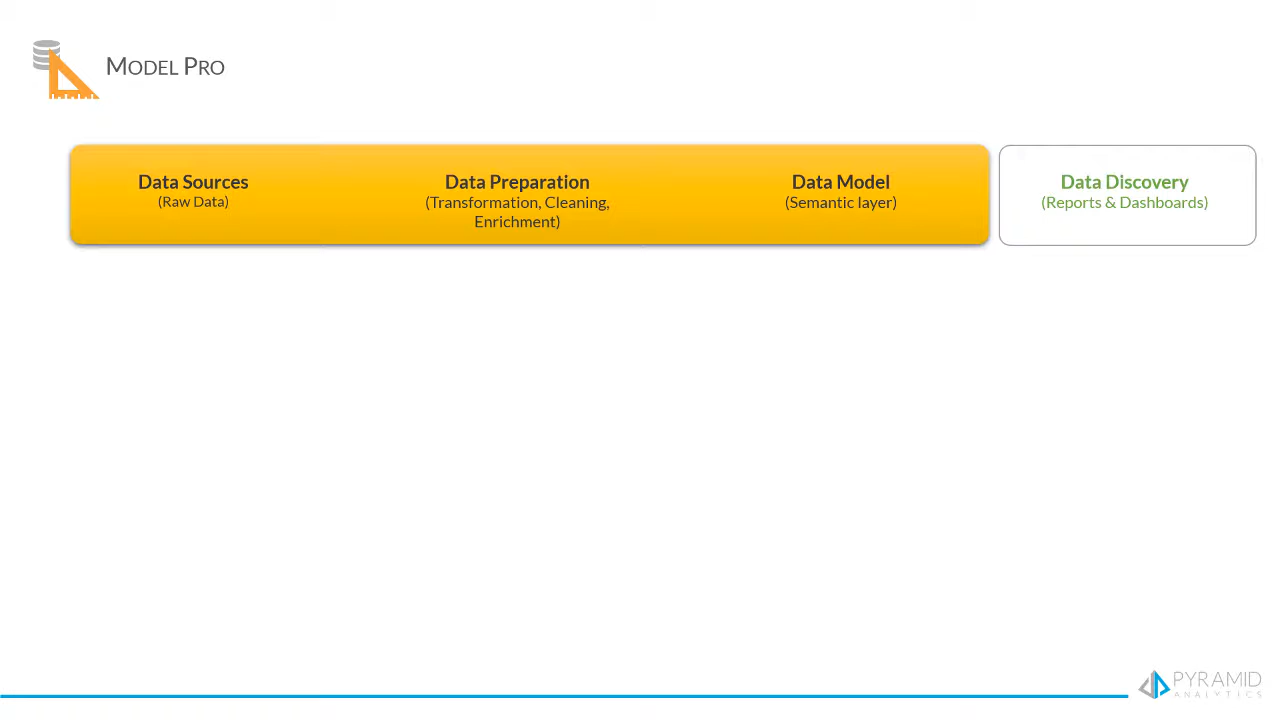 MODEL PRO
Data Sources
(Raw Data)
Data Preparation
(Transformation, Cleaning,
Enrichment)
Data Model
(Semantic layer)
Data Discovery
(Reports & Dashboards)
PYRAMID
ANALYTICS